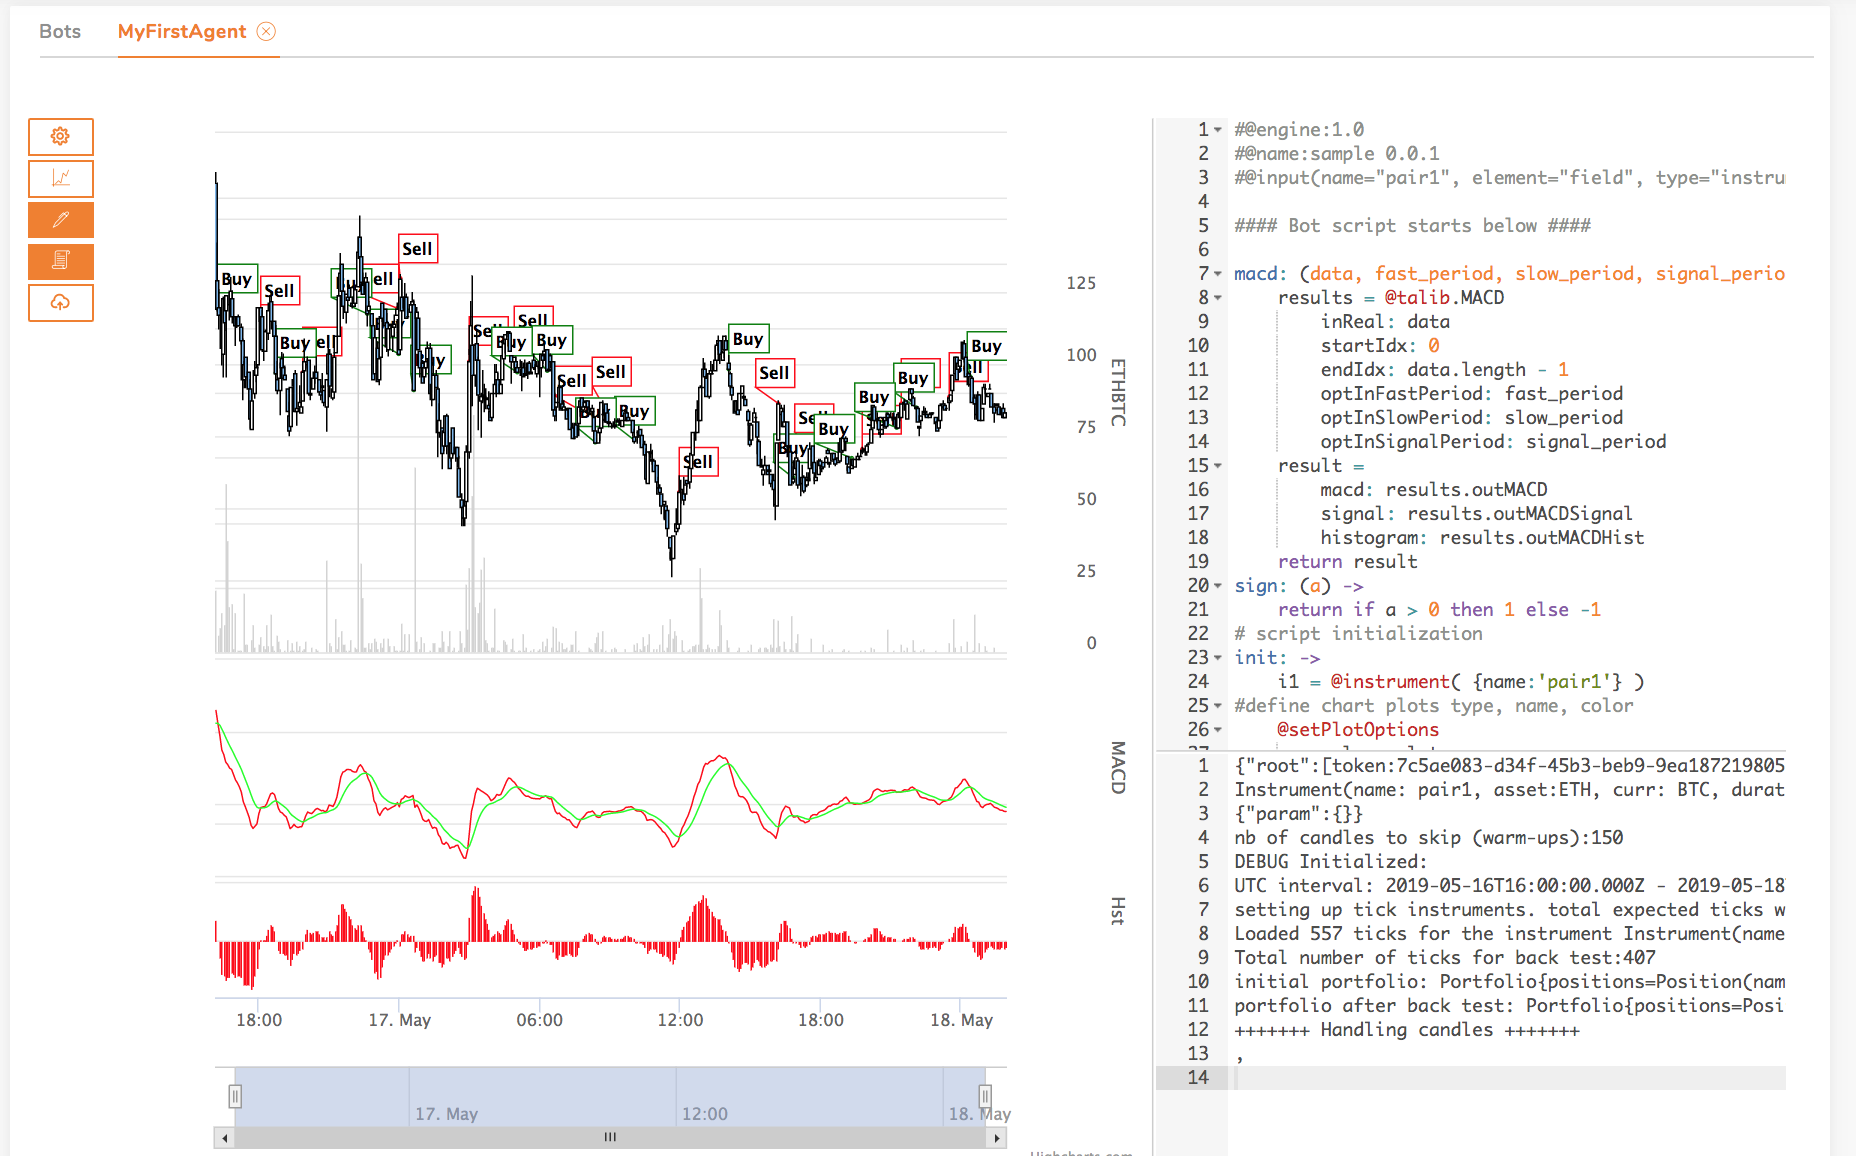 Bots
MyFirstAgent
Sell
Buy
Sell
ell
Buy
ell
Sell
Buy
Buy
Sell
Sell
Buy
Buy
Buy
Sell
Sell
Buy
Buy
Buy
Buy
Buy
Sell
125
100
75
50
25
0
ETHBTC
MACD
Hst
18:00
17. May
06:00
12:00
18:00
18. May
17. May
12:00
18. May
1 #@engine:1.0
2 #@name:sample 0.0.1
3 #@input(name="pair1", element="field", type="instru
4
5 #### Bot script starts below ####
6
7 macd: (data, fast_period, slow_period, signal_perio
8 results = @talib.MACD
9 inReal: data
10 startIdx: 0
11 endIdx: data.length - 1
12 optInFastPeriod: fast_period
13 optInSlowPeriod: slow_period
14 optInSignalPeriod: signal_period
15 result =
16 macd: results.outMACD
17 signal: results.outMACDSignal
18 histogram: results.outMACDHist
19 return result
20 sign: (a) ->
21 return if a > 0 then 1 else -1
22 # script initialization
23 init: ->
24 i1 = @instrument( {name:'pair1'} )
25 #define chart plots type, name, color
26 @setPlotOptions
1 {"root":[token:7c5ae083-d34f-45b3-beb9-9ea187219805
2 Instrument(name: pair1, asset:ETH, curr: BTC, durat
3 {"param":{}}
4 nb of candles to skip (warm-ups):150
5 DEBUG Initialized:
6 UTC interval: 2019-05-16T16:00:00.000Z - 2019-05-18
7 setting up tick instruments. total expected ticks w
8 Loaded 557 ticks for the instrument Instrument(name
9 Total number of ticks for back test:407
10 initial portfolio: Portfolio{positions=Position(nam
11 portfolio after back test: Portfolio{positions=Posi
12 +++++++ Handling candles +++++++
13 ,
14